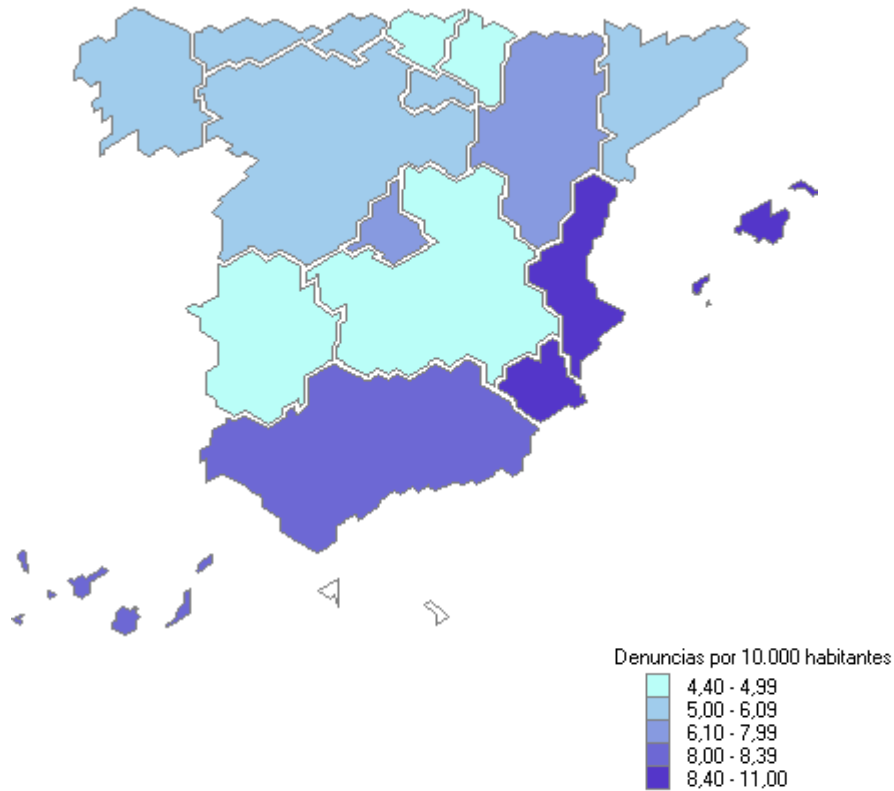 Denuncias por 10.000 habitantes
4,40 - 4,99
5,00 - 6,09
6,10 - 7,99
8,00 - 8,39
8,40 - 11,00